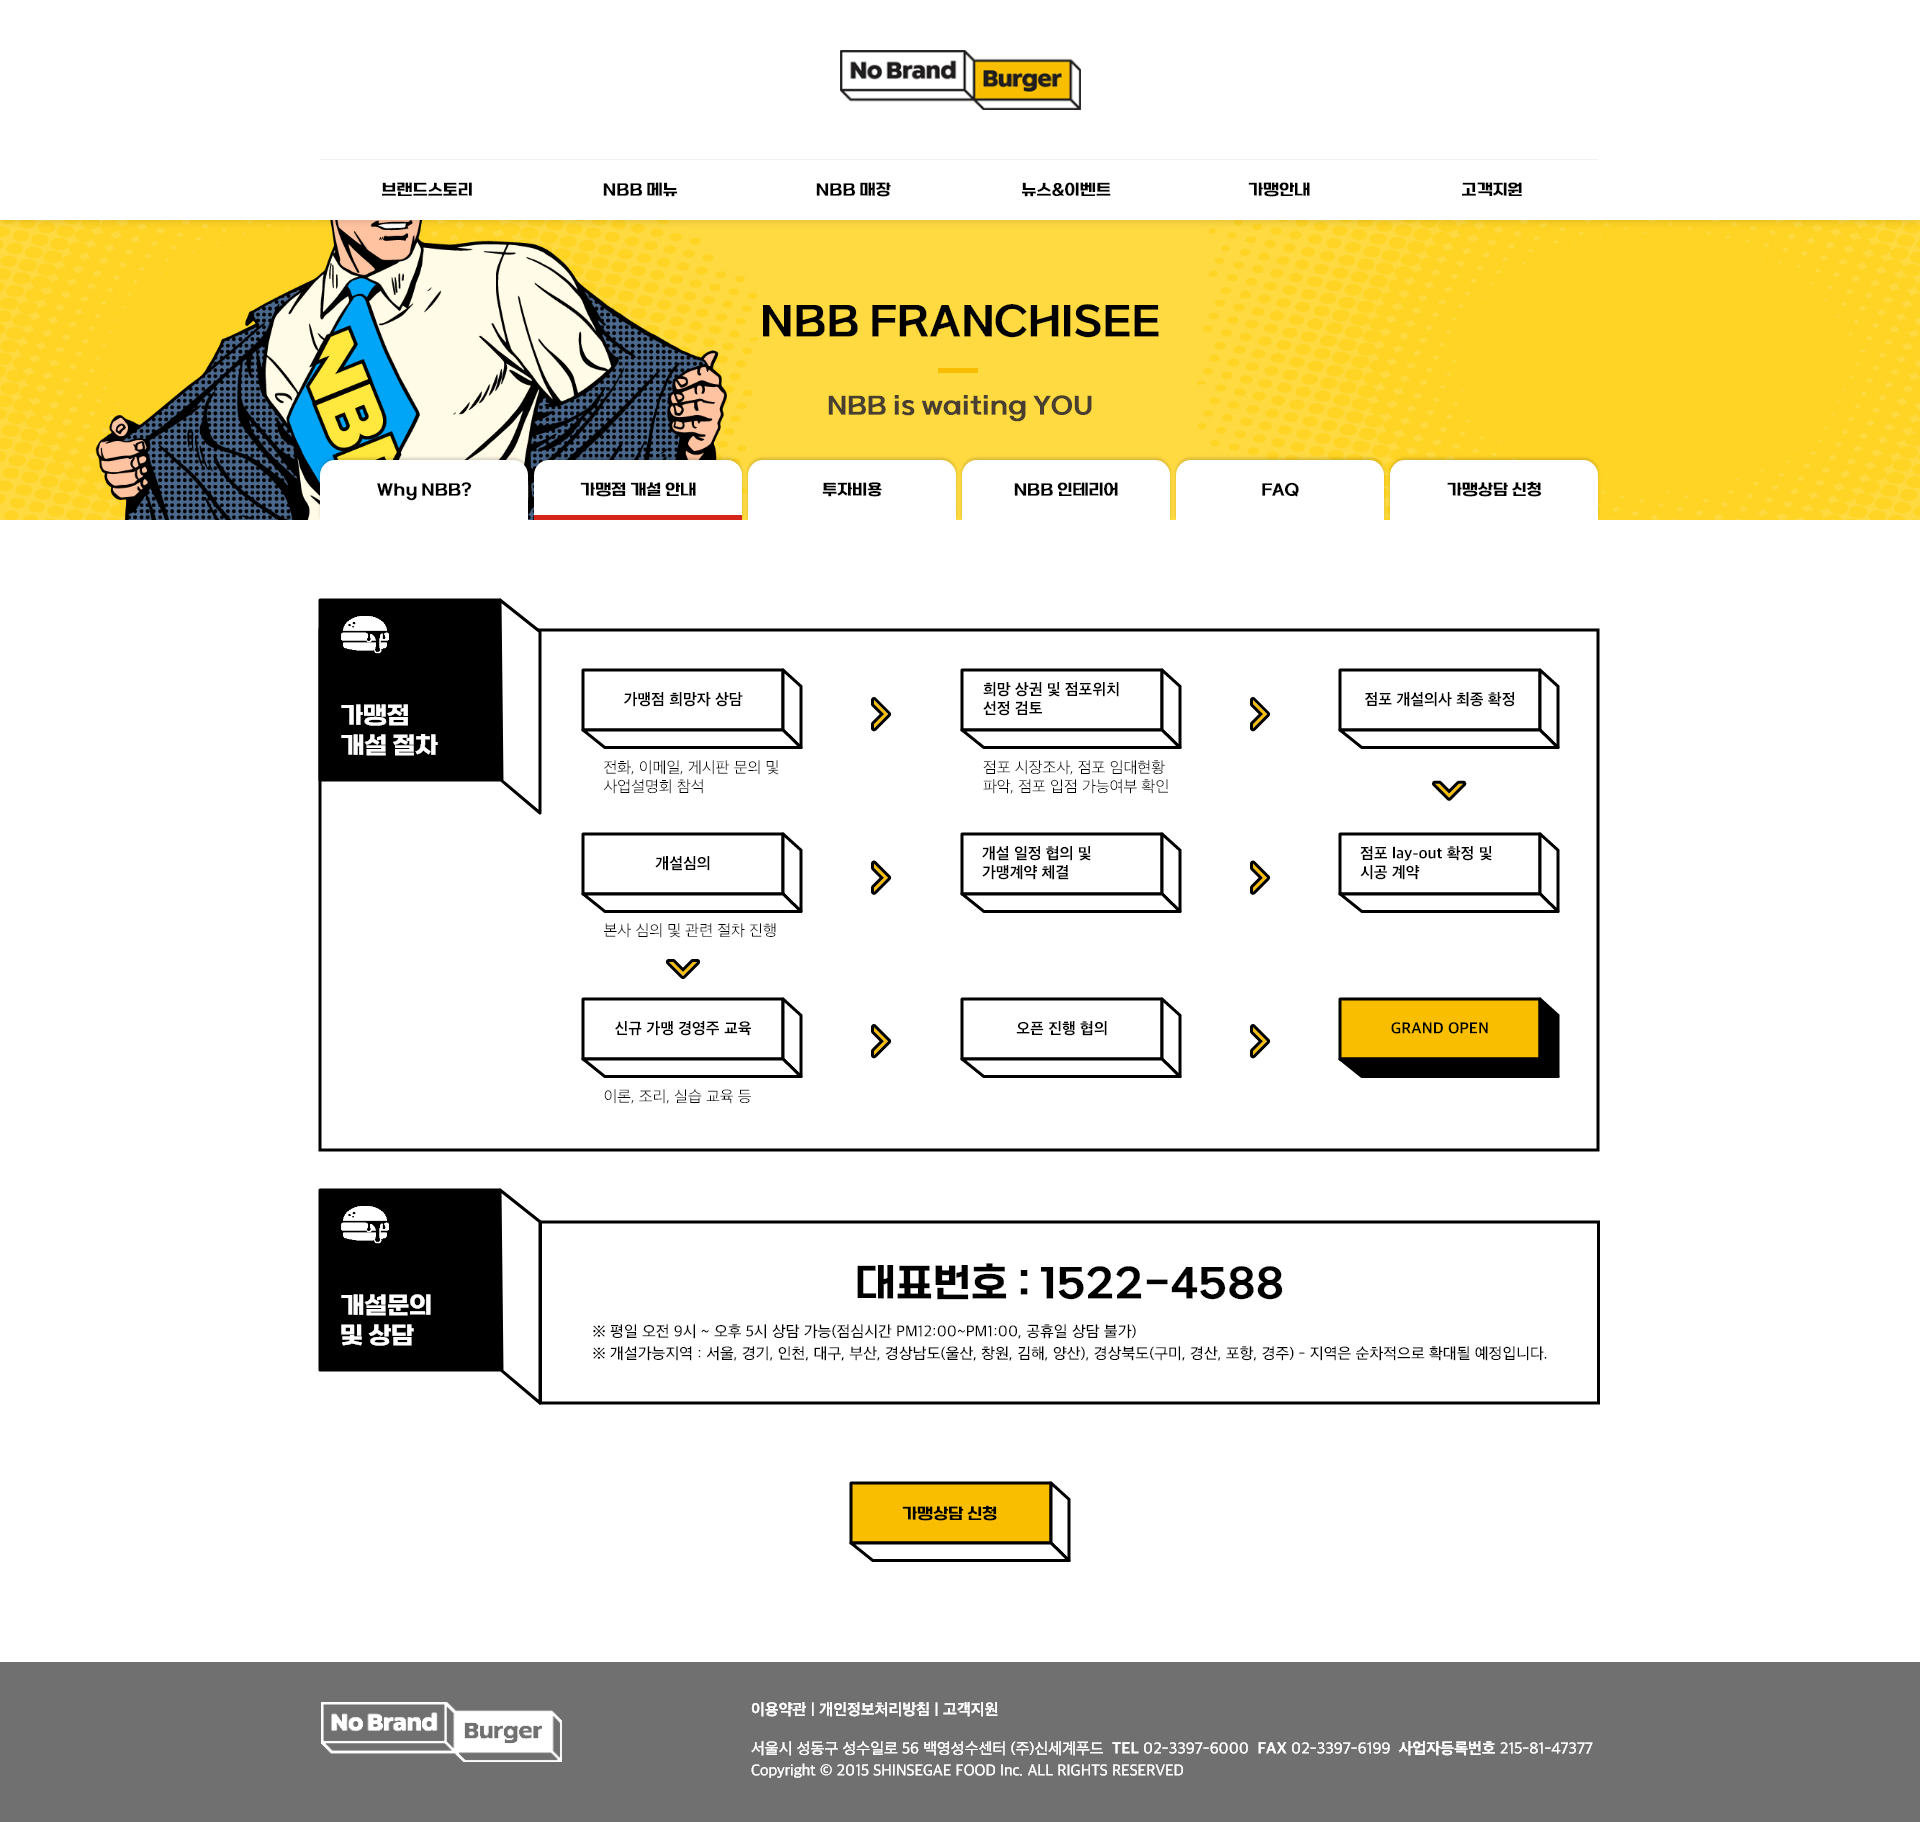 No Brand Burger
브랜드스토리
NBB 메뉴
NBB 매장
뉴스&이벤트
가맹안내
고객지원
NBB FRANCHISEE
NBB is waiting YOU
NBB
Why NBB?
가맹점 개설 안내
투자비용
NBB 인테리어
FAQ
가맹상담 신청
가맹점
개설 절차
가맹점 희망자 상담
전화, 이메일, 게시판 문의 및
사업설명회 참석
희망 상권 및 점포위치
선정 검토
점포 시장조사, 점포 임대현황
파악, 점포 입점 가능여부 확인
점포 개설의사 최종 확정
개설심의
본사 심의 및 관련 절차 진행
개설 일정 협의 및
가맹계약 체결
점포 lay-out 확정 및
시공 계약
신규 가맹 경영주 교육
이론, 조리, 실습 교육 등
오픈 진행 협의
GRAND OPEN
개설문의
및 상담
대표번호 : 1522-4588
※ 평일 오전 9시 ~ 오후 5시 상담 가능(점심시간 PM12:00~PM1:00, 공휴일 상담 불가)
※ 개설가능지역 : 서울, 경기, 인천, 대구, 부산, 경상남도(울산, 창원, 김해, 양산), 경상북도(구미, 경산, 포항, 경주) - 지역은 순차적으로 확대될 예정입니다.
가맹상담 신청
No Brand Burger
이용약관 | 개인정보처리방침 | 고객지원
서울시 성동구 성수일로 56 백영성수센터 (주)신세계푸드 TEL 02-3397-6000 FAX 02-3397-6199 사업자등록번호 215-81-47377
Copyright © 2015 SHINSEGAE FOOD Inc. ALL RIGHTS RESERVED